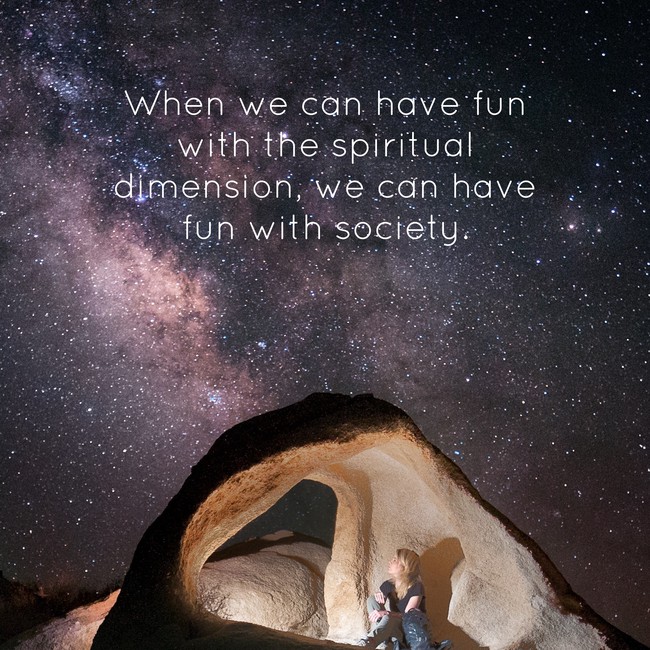 When we can have fun
with the spiritual
dimension, we can have
fun with society.